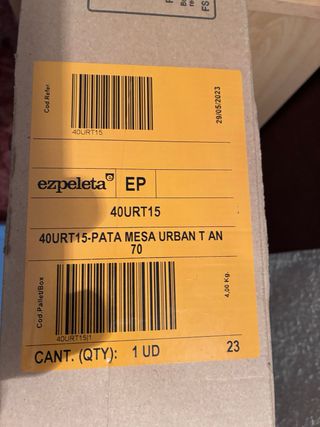 FS
Cod.Refer
40URT15
29/05/2023
ezpeleta EP
40URT15
40URT15-PATA MESA URBAN T AN
70
Cod Pallet/Box
40URT15|1
4,00 Kg.
CANT. (QTY): 1 UD 23